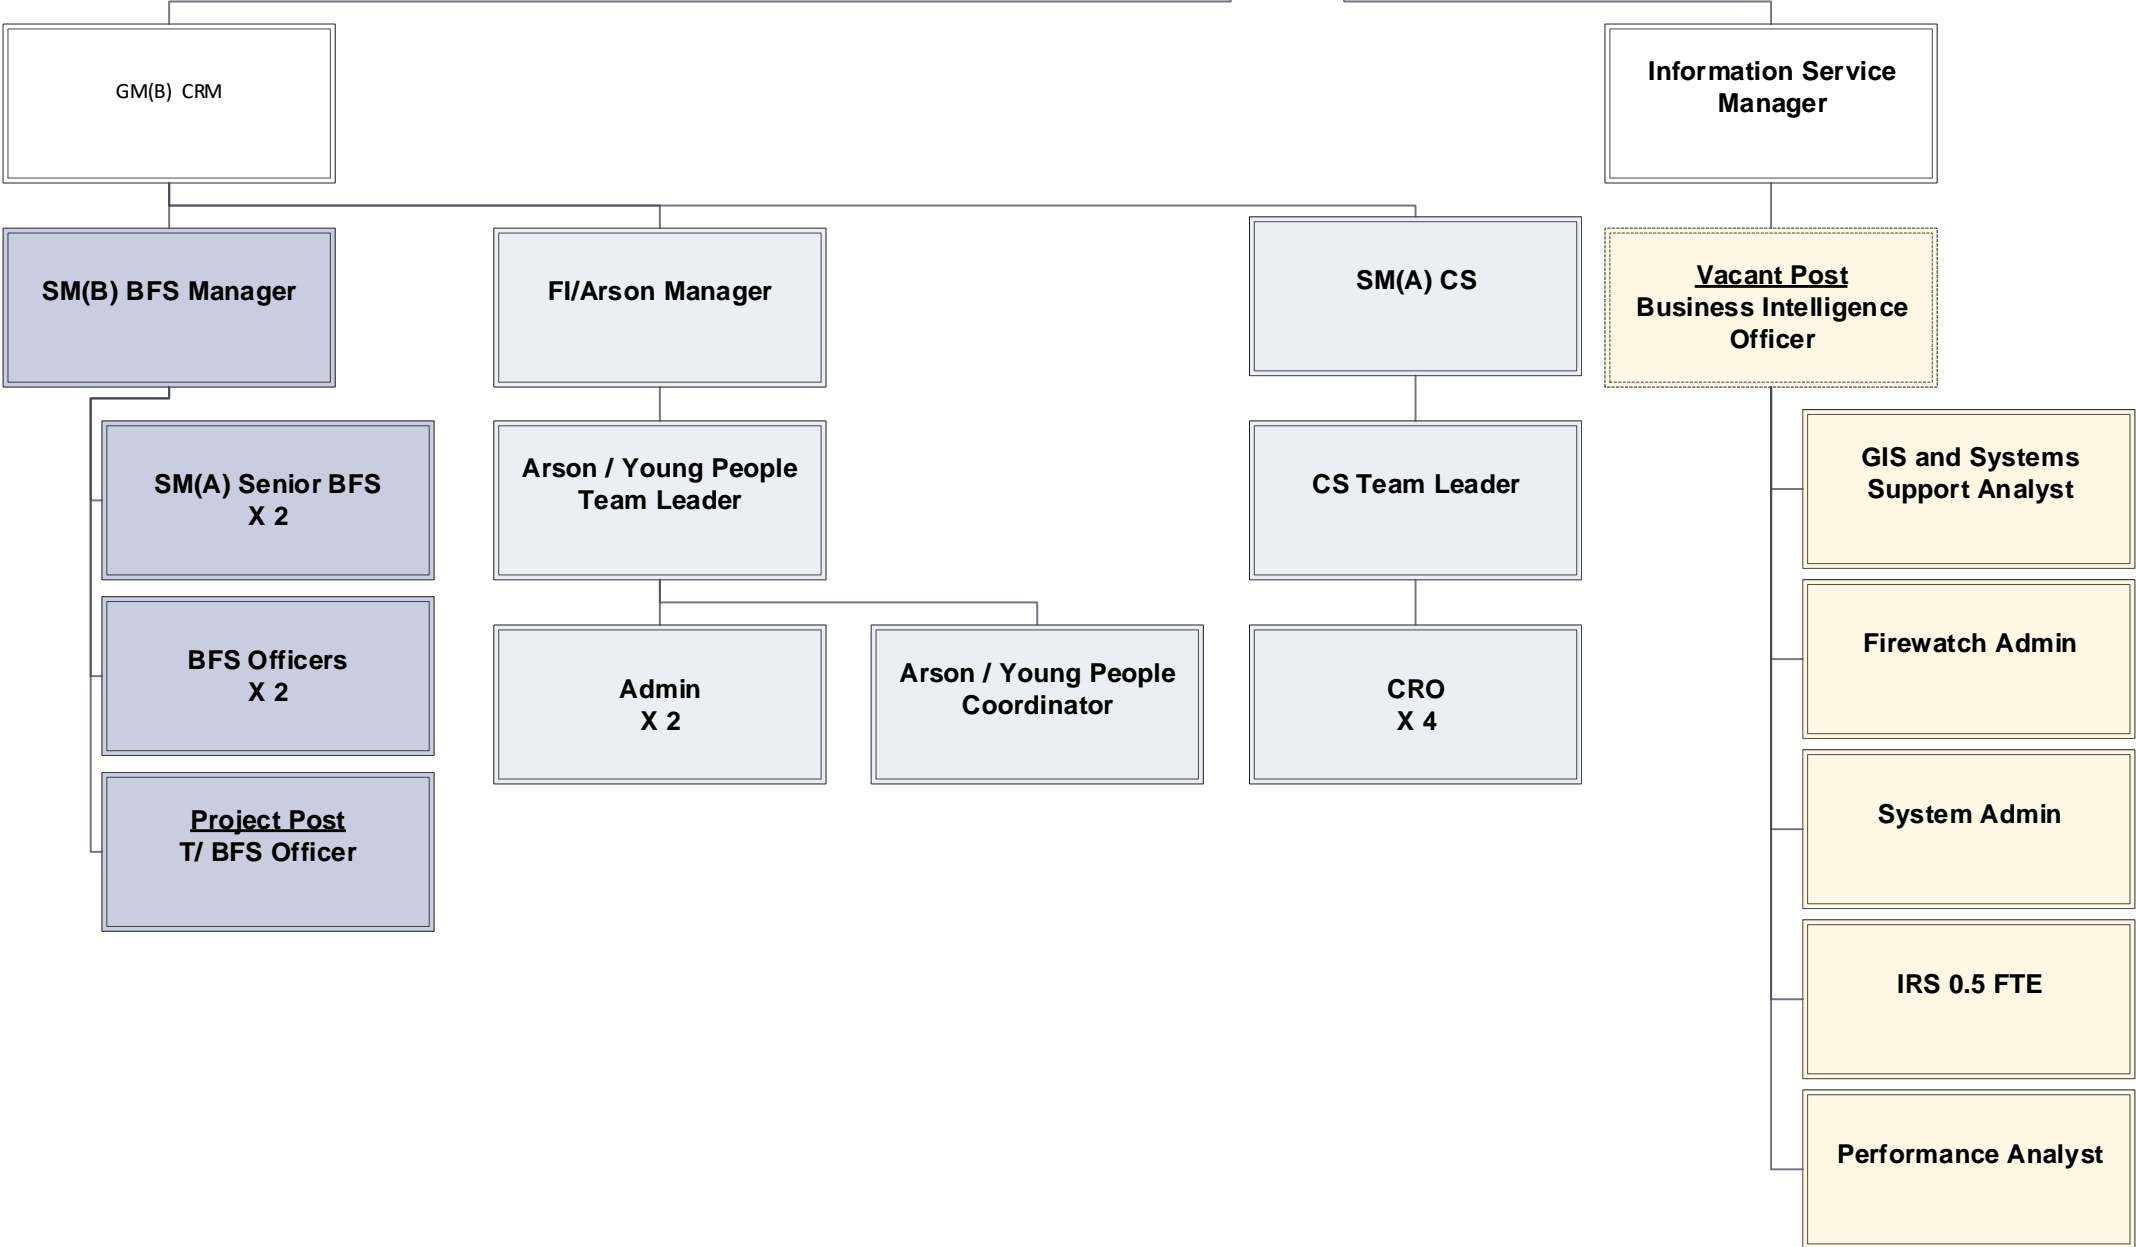 GM(B) CRM
Information Service
Manager
SM(B) BFS Manager
FI/Arson Manager
SM(A) CS
Vacant Post
Business Intelligence
Officer
SM(A) Senior BFS
X 2
Arson / Young People
Team Leader
CS Team Leader
GIS and Systems
Support Analyst
BFS Officers
X 2
Admin
X 2
Arson / Young People
Coordinator
CRO
X 4
Firewatch Admin
Project Post
T/ BFS Officer
System Admin
IRS 0.5 FTE
Performance Analyst